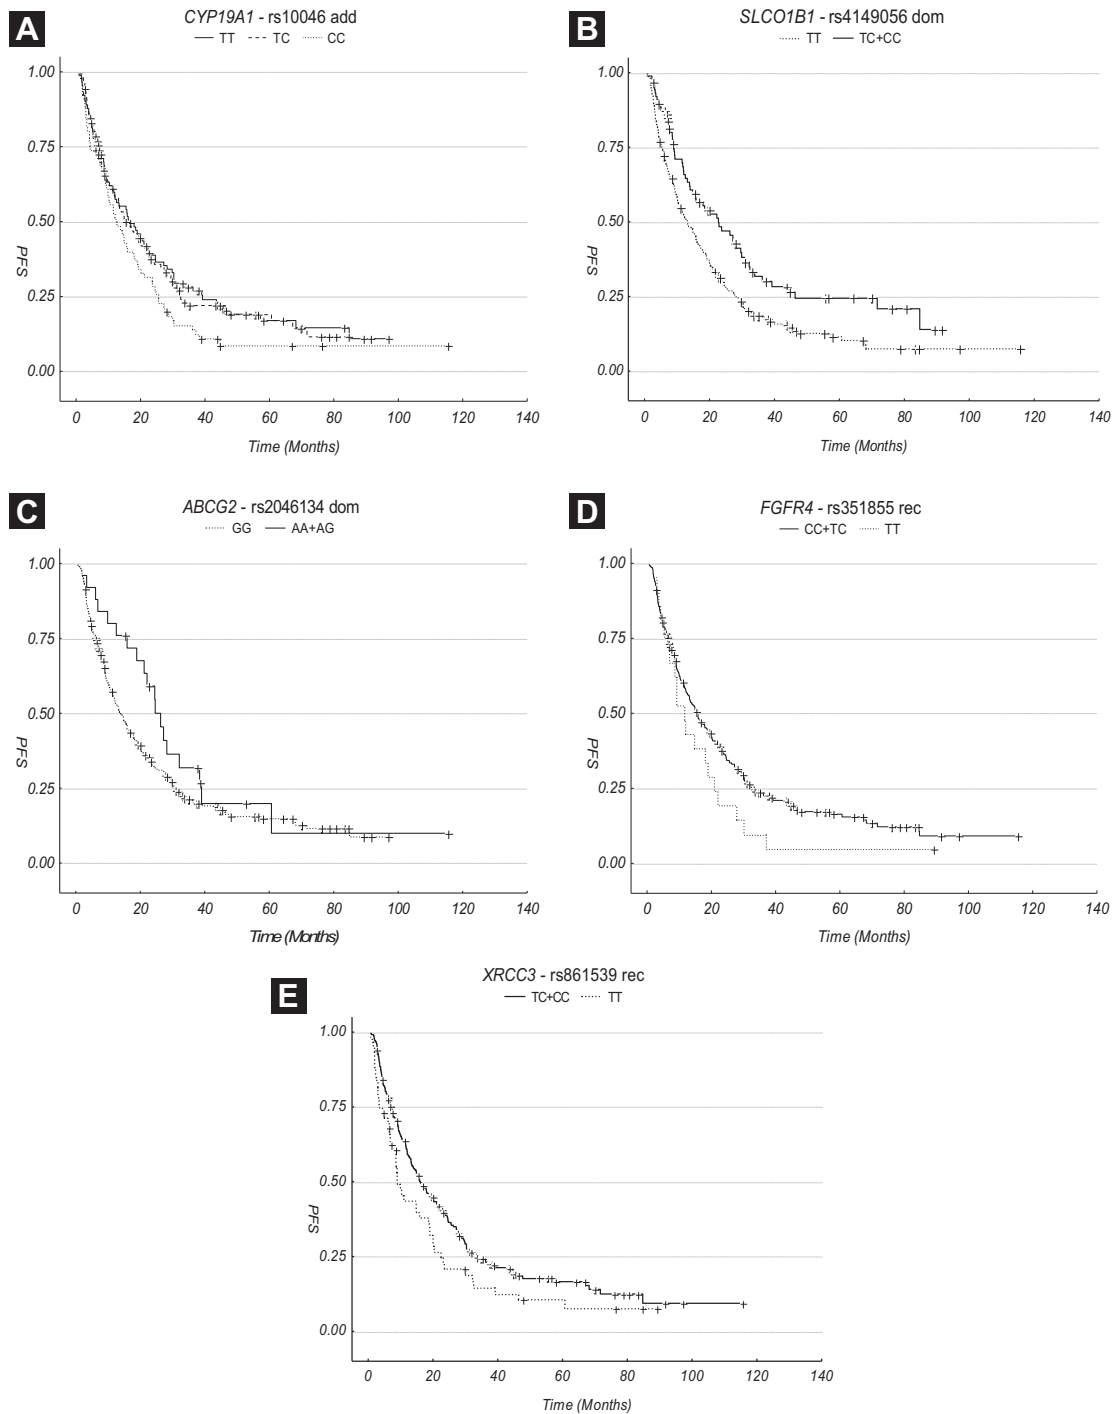 A
CYP19A1 - rs10046 add
TT TC CC
1.00
0.75
0.50
0.25
0.00
PFS
0 20 40 60 80 100 120 140
Time (Months)
B
SLCO1B1 - rs4149056 dom
TT TC+CC
1.00
0.75
0.50
0.25
0.00
PFS
0 20 40 60 80 100 120 140
Time (Months)
C
ABCG2 - rs2046134 dom
GG AA+AG
1.00
0.75
0.50
0.25
0.00
PFS
0 20 40 60 80 100 120 140
Time (Months)
D
FGFR4 - rs351855 rec
CC+TC TT
1.00
0.75
0.50
0.25
0.00
PFS
0 20 40 60 80 100 120 140
Time (Months)
E
XRCC3 - rs861539 rec
TC+CC TT
1.00
0.75
0.50
0.25
0.00
PFS
0 20 40 60 80 100 120 140
Time (Months)